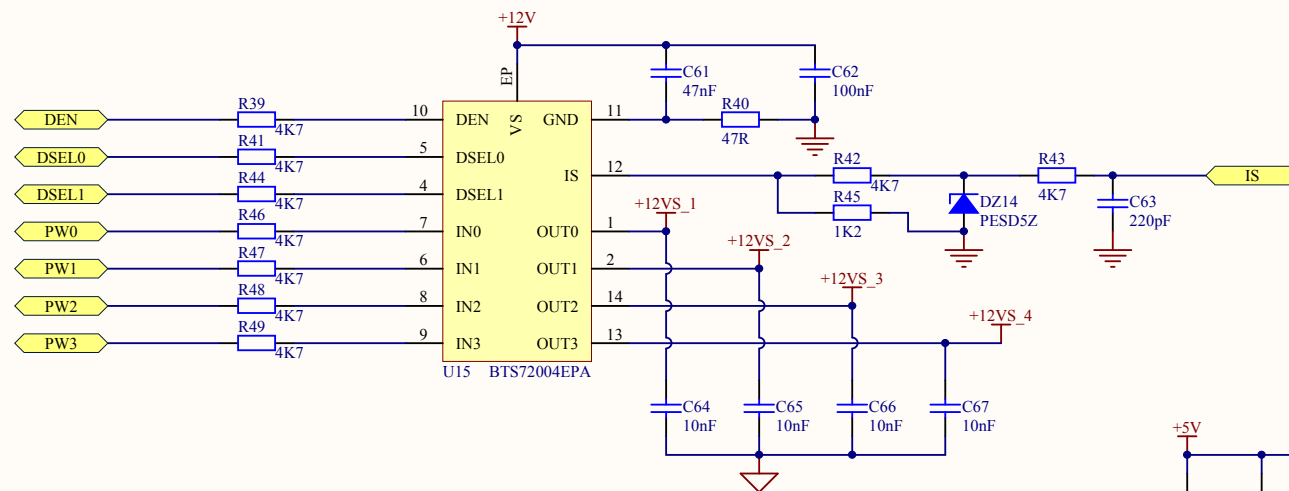 +12V
EP
VS
C61
47nF
C62
100nF
DEN
R39
4K7
10
DEN
GND
11
R40
47R
DSEL0
R41
4K7
5
DSEL0
IS
12
R42
4K7
R43
4K7
IS
DSEL1
R44
4K7
4
DSEL1
R45
1K2
DZ14
PESD5Z
C63
220pF
PW0
R46
4K7
7
IN0
OUT0
1
+12VS_1
PW1
R47
4K7
6
IN1
OUT1
2
+12VS_2
PW2
R48
4K7
8
IN2
OUT2
14
+12VS_3
PW3
R49
4K7
9
IN3
OUT3
13
+12VS_4
U15 BTS72004EPA
C64
10nF
C65
10nF
C66
10nF
C67
10nF
+5V